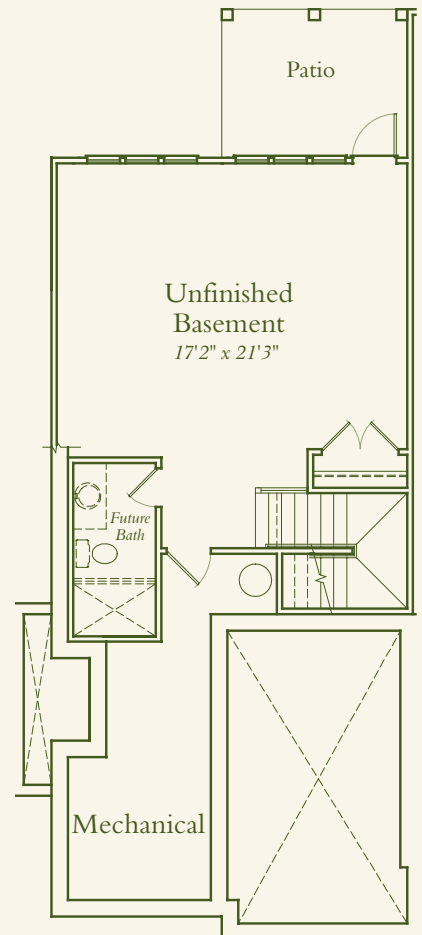 Patio
Unfinished
Basement
17'2" x 21'3"
Future
Bath
Mechanical